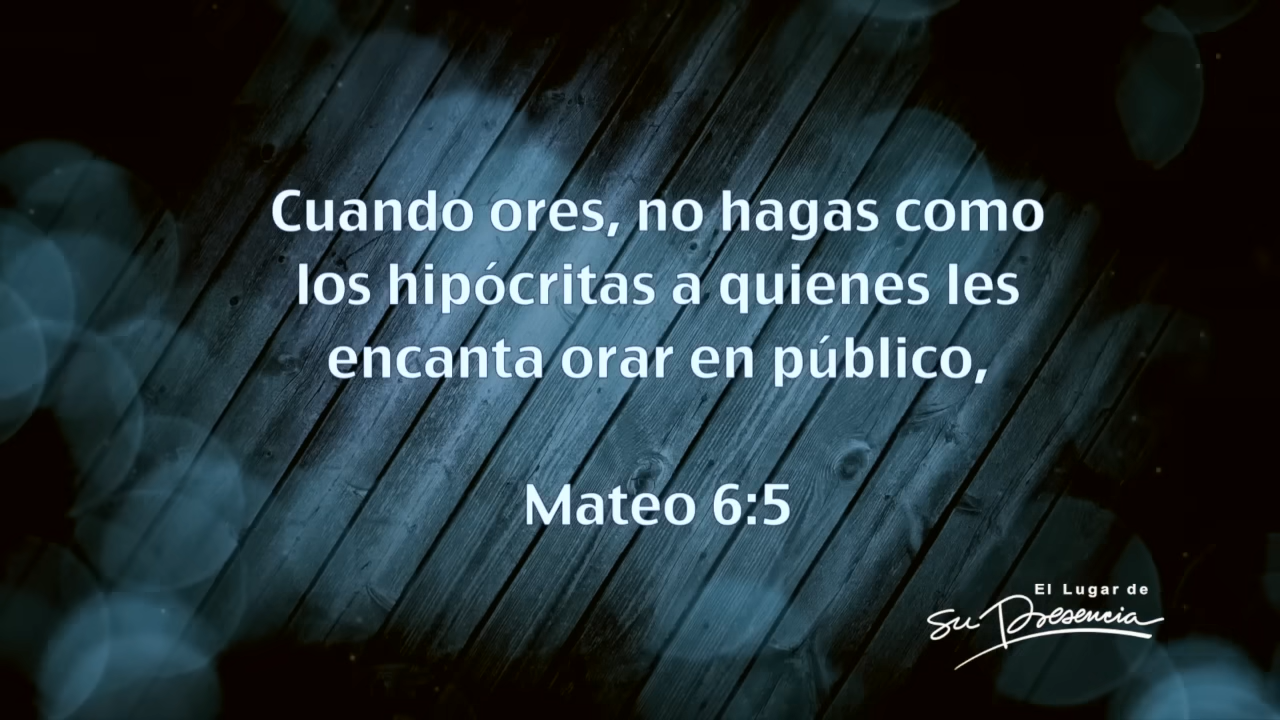 Cuando ores, no hagas como
los hipócritas a quienes les
encanta orar en público,
Mateo 6:5
El Lugar de
Su Presencia